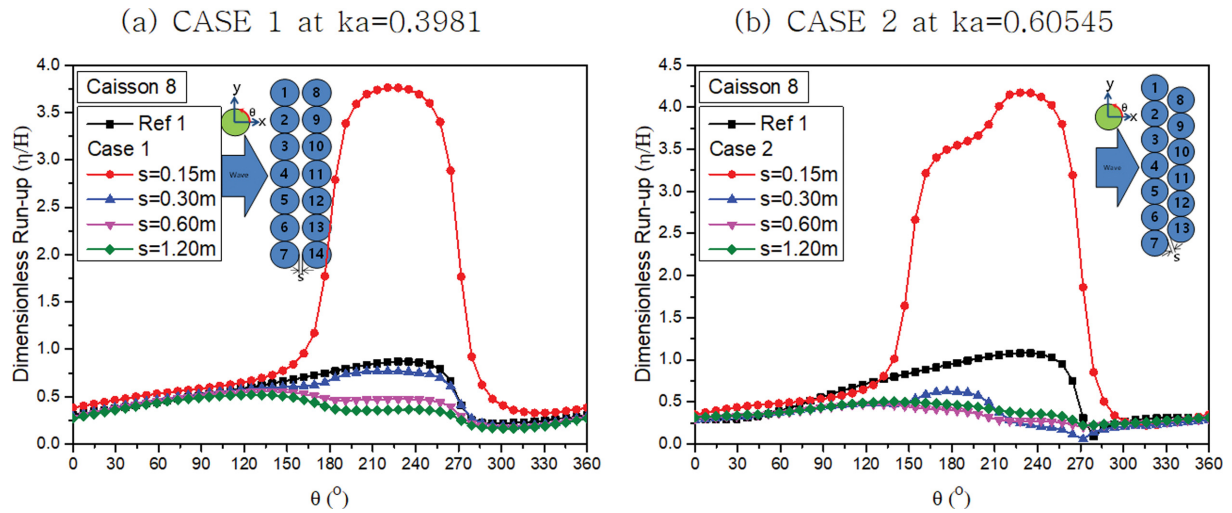 (a) CASE 1 at ka=0.3981
Dimensionless Run-up (η/H)
4.0
3.5
3.0
2.5
2.0
1.5
1.0
0.5
0.0
Caisson 8
Ref 1
Case 1
s=0.15m
s=0.30m
s=0.60m
s=1.20m
y
θ
x
Wave
1 8
2 9
3 10
4 11
5 12
6 13
7 14
s
0 30 60 90 120 150 180 210 240 270 300 330 360
θ (°)
(b) CASE 2 at ka=0.60545
Dimensionless Run-up (η/H)
4.5
4.0
3.5
3.0
2.5
2.0
1.5
1.0
0.5
0.0
Caisson 8
Ref 1
Case 2
s=0.15m
s=0.30m
s=0.60m
s=1.20m
y
θ
x
Wave
1
8
2
9
3
10
4
11
5
12
6
13
7
s
0 30 60 90 120 150 180 210 240 270 300 330 360
θ (°)